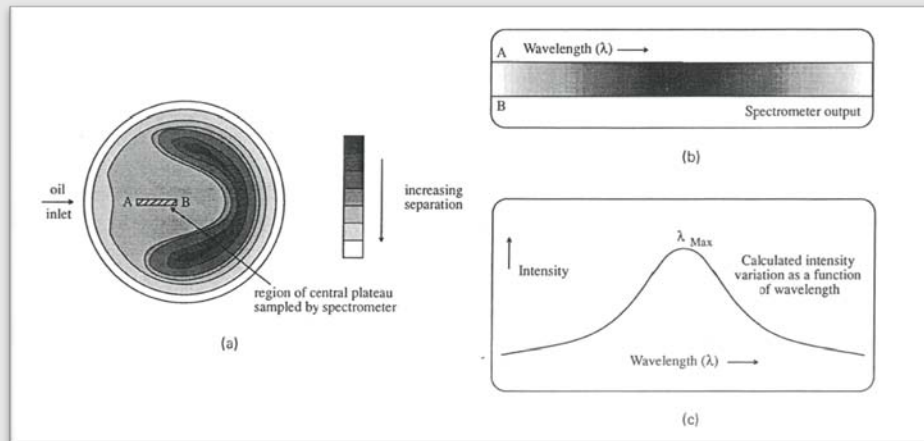 oil
inlet
A
B
increasing
separation
region of central plateau
sampled by spectrometer
(a)
A
Wavelength (λ)
B
Spectrometer output
(b)
Intensity
λ Max
Calculated intensity
variation as a function
of wavelength
Wavelength (λ)
(c)